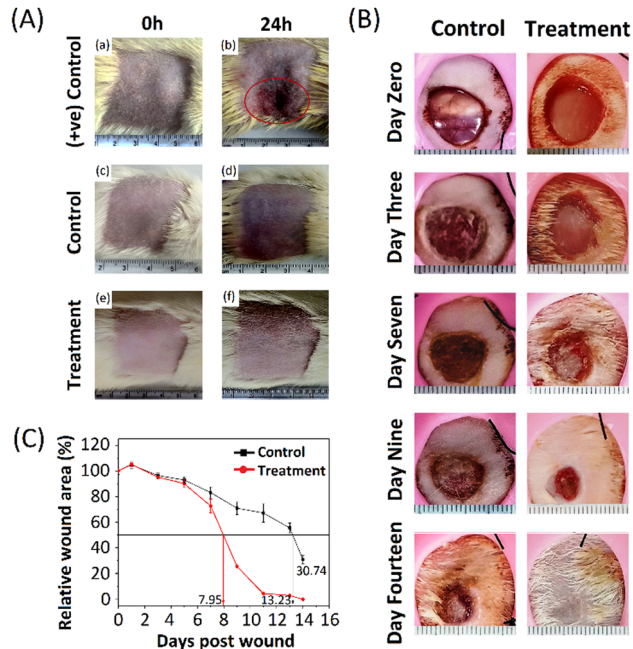 (A)
0h
24h
(+ve) Control
(a)
(b)
Control
(c)
(d)
Treatment
(e)
(f)
(B)
Control
Treatment
Day Zero
Day Three
Day Seven
Day Nine
Day Fourteen
(C)
Relative wound area (%)
120
100
80
60
40
20
0
Control
Treatment
7.95
13.23
30.74
0 2 4 6 8 10 12 14 16
Days post wound